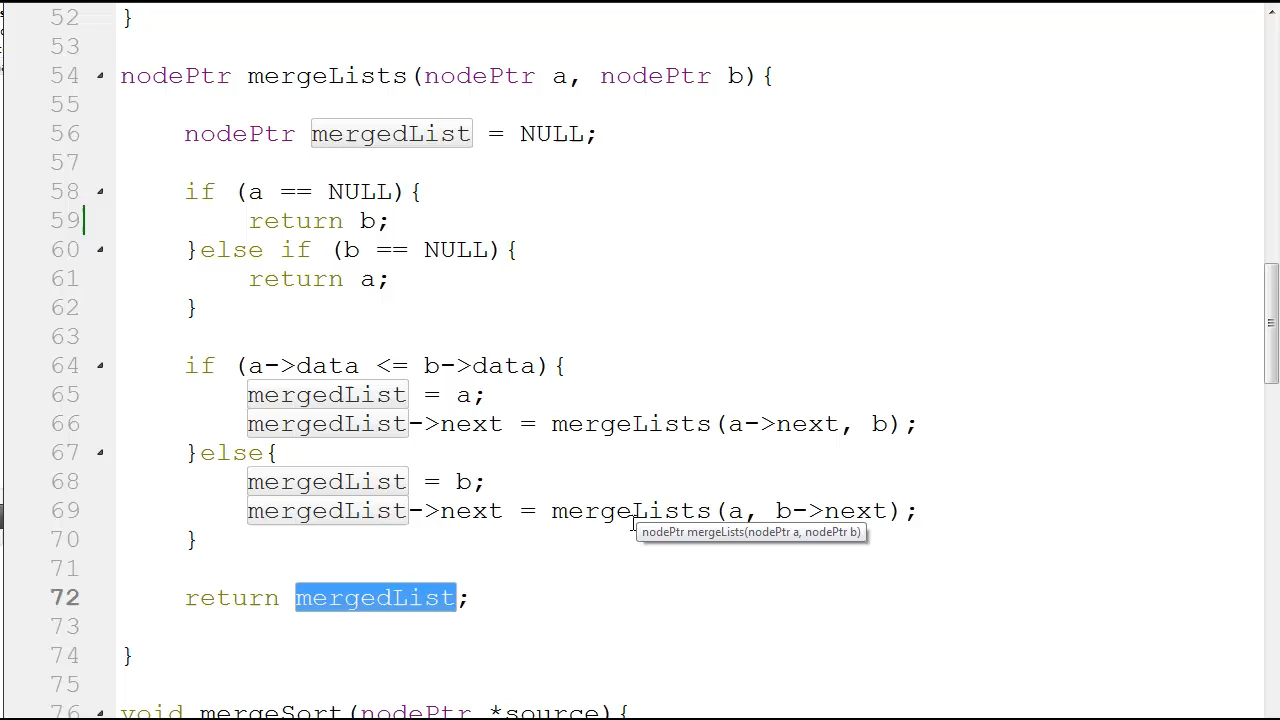 52 }
53
54 nodePtr mergeLists(nodePtr a, nodePtr b){
55
56 nodePtr mergedList = NULL;
57
58 if (a == NULL){
59 return b;
60 }else if (b == NULL){
61 return a;
62 }
63
64 if (a->data <= b->data){
65 mergedList = a;
66 mergedList->next = mergeLists(a->next, b);
67 }else{
68 mergedList = b;
69 mergedList->next = mergeLists(a, b->next);
nodePtr mergeLists(nodePtr a, nodePtr b)
70 }
71
72 return mergedList;
73
74 }
75
76 void mergeSort(nodePtr *source){